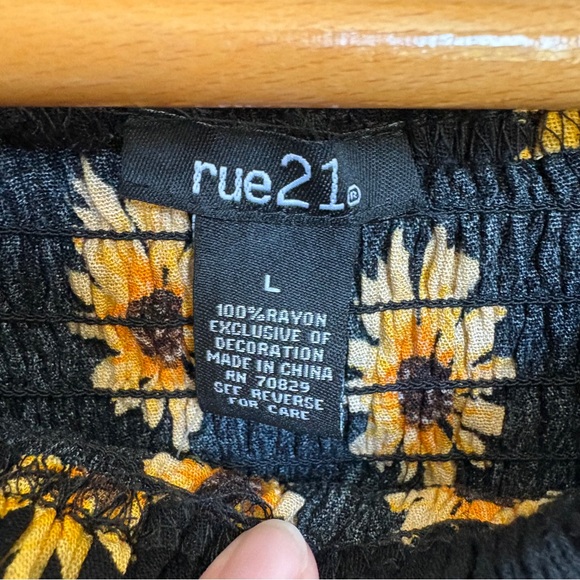 rue21®
L
100%RAYON
EXCLUSIVE OF
DECORATION
MADE IN CHINA
RN 70829
SEE REVERSE
FOR CARE